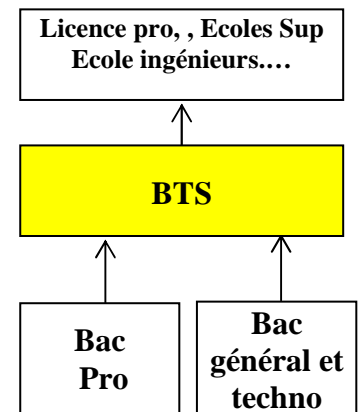 Licence pro, , Ecoles Sup
Ecole ingénieurs.…
BTS
Bac
Pro
Bac
général et
techno